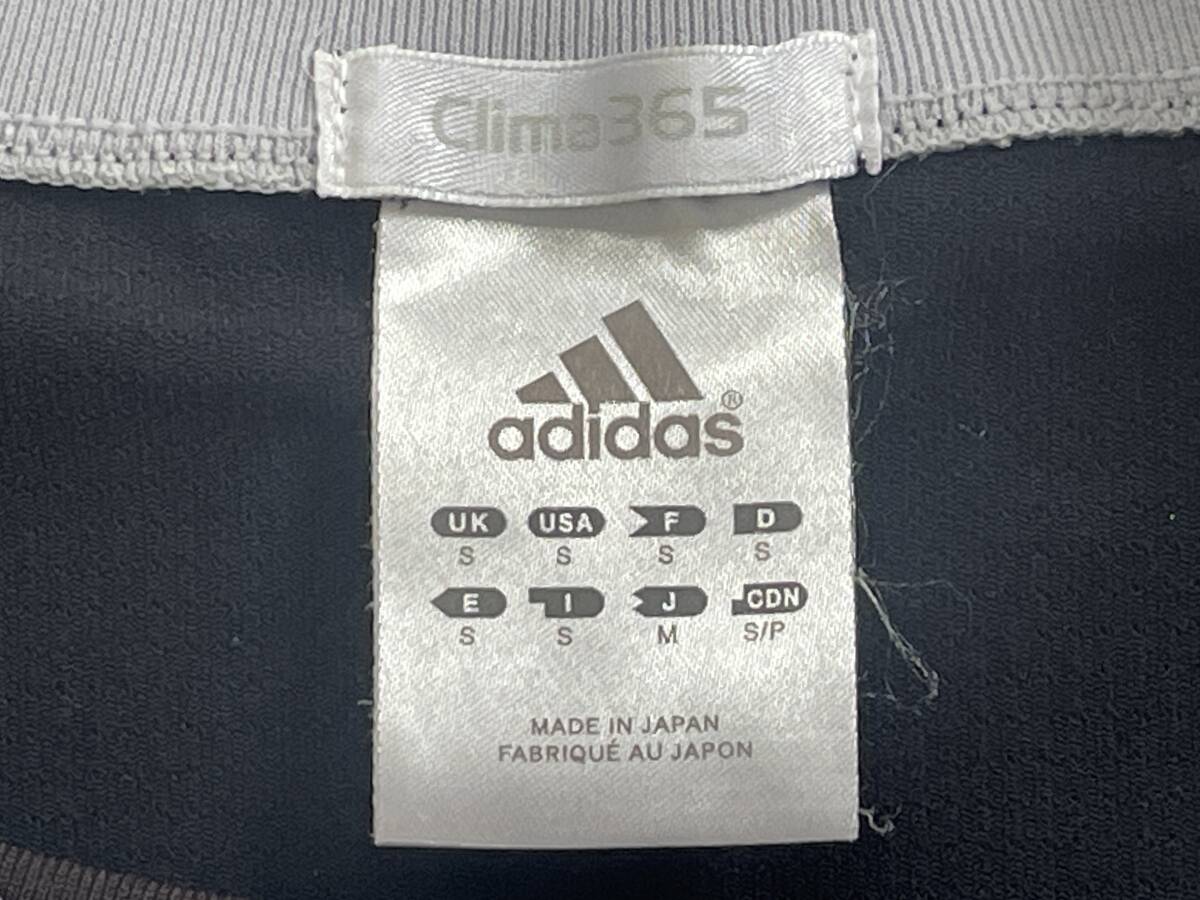 Clima365
adidas®
UK USA F D
S S S S
E I J CDN
S S M S/P
MADE IN JAPAN
FABRIQUÉ AU JAPON